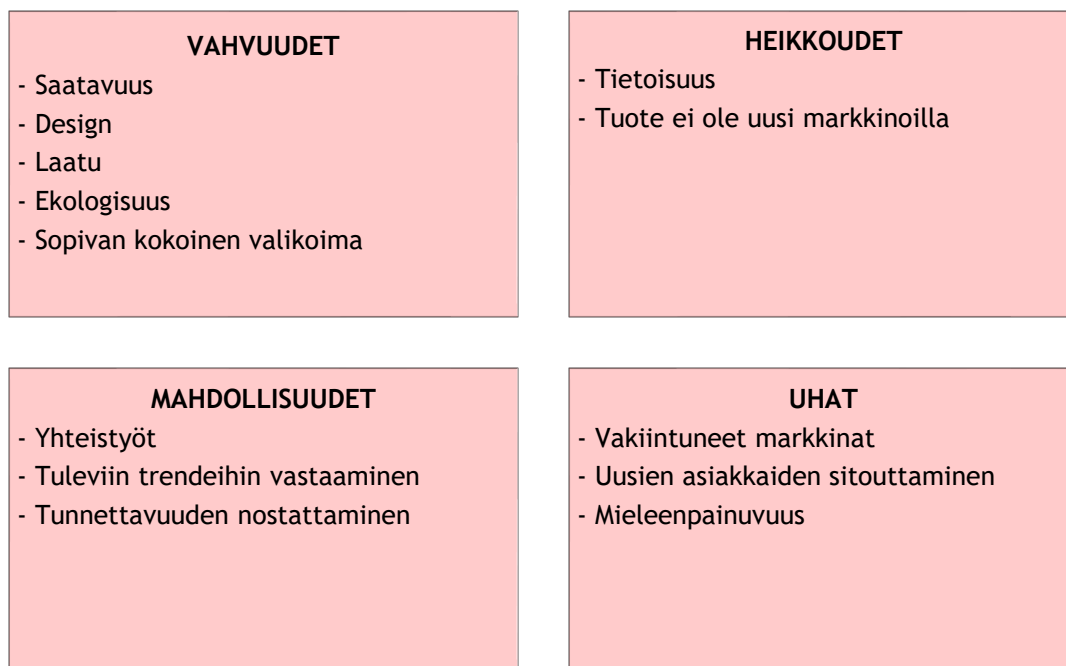 VAHVUUDET
- Saatavuus
- Design
- Laatu
- Ekologisuus
- Sopivan kokoinen valikoima
HEIKKOUDET
- Tietoisuus
- Tuote ei ole uusi markkinoilla
MAHDOLLISUUDET
- Yhteistyöt
- Tuleviin trendeihin vastaaminen
- Tunnettavuuden nostattaminen
UHAT
- Vakiintuneet markkinat
- Uusien asiakkaiden sitouttaminen
- Mieleenpainuvuus